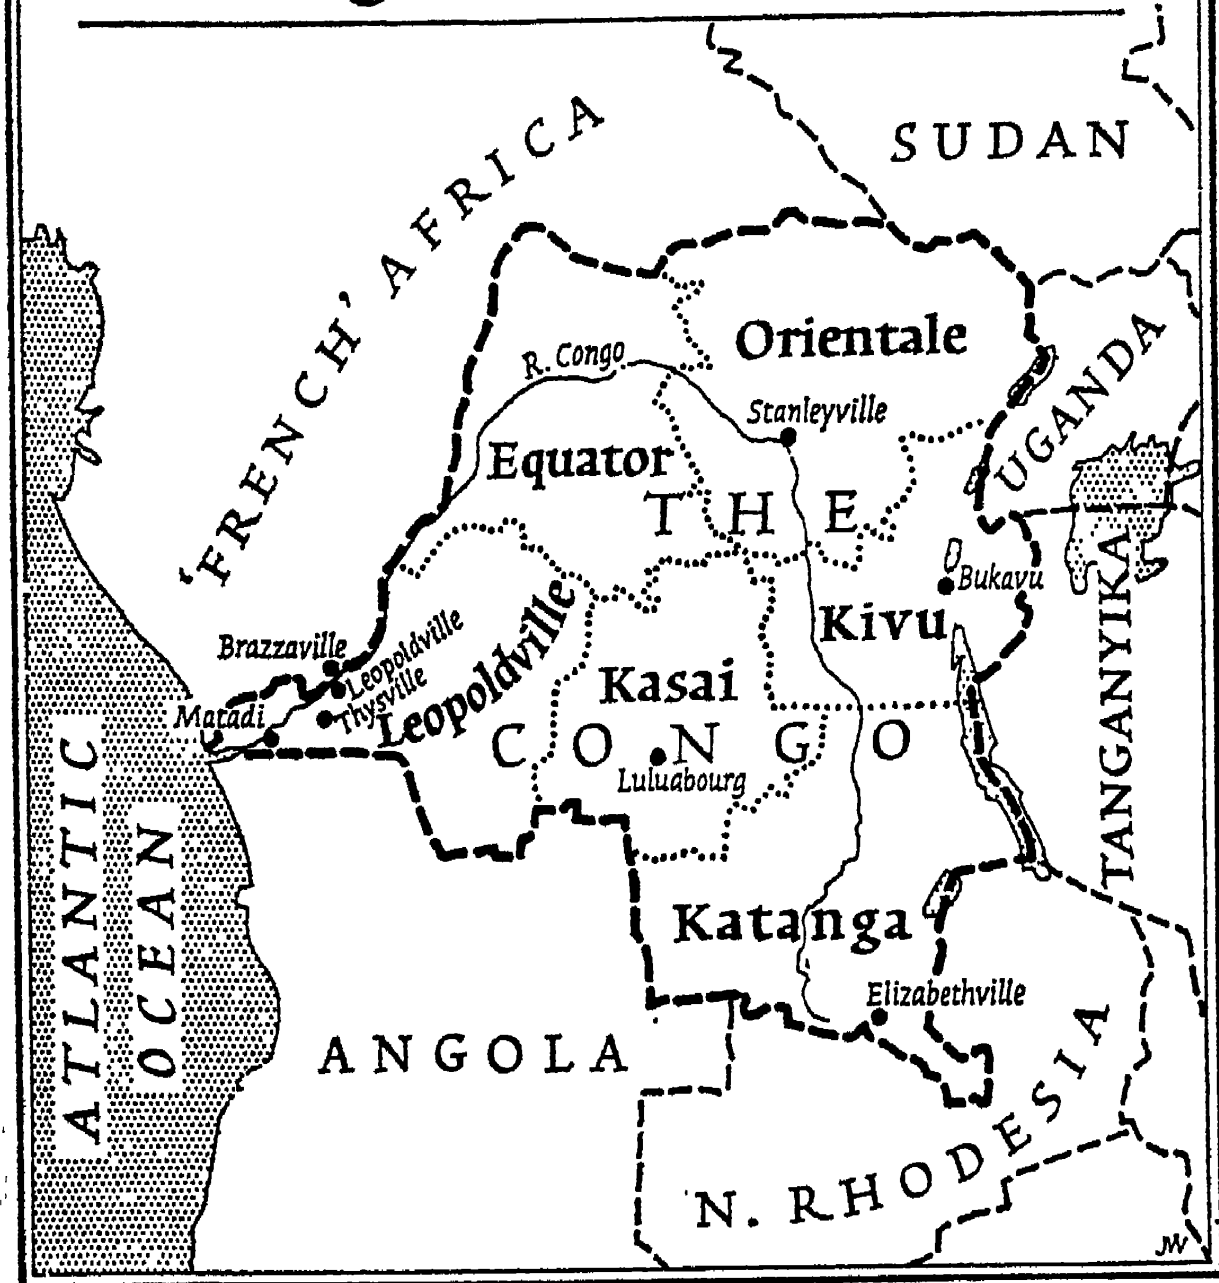 SUDAN
'FRENCH' AFRICA
Orientale
R. Congo
UGANDA
Stanleyville
Equator
THE
Bukavu
Kivu
Brazzaville
Leopoldville
Thysville
Leopoldville
Kasai
Matadi
CONGO
Luluabourg
TANGANYIKA
ATLANTIC
OCEAN
Katanga
Elizabethville
ANGOLA
N. RHODESIA
JW